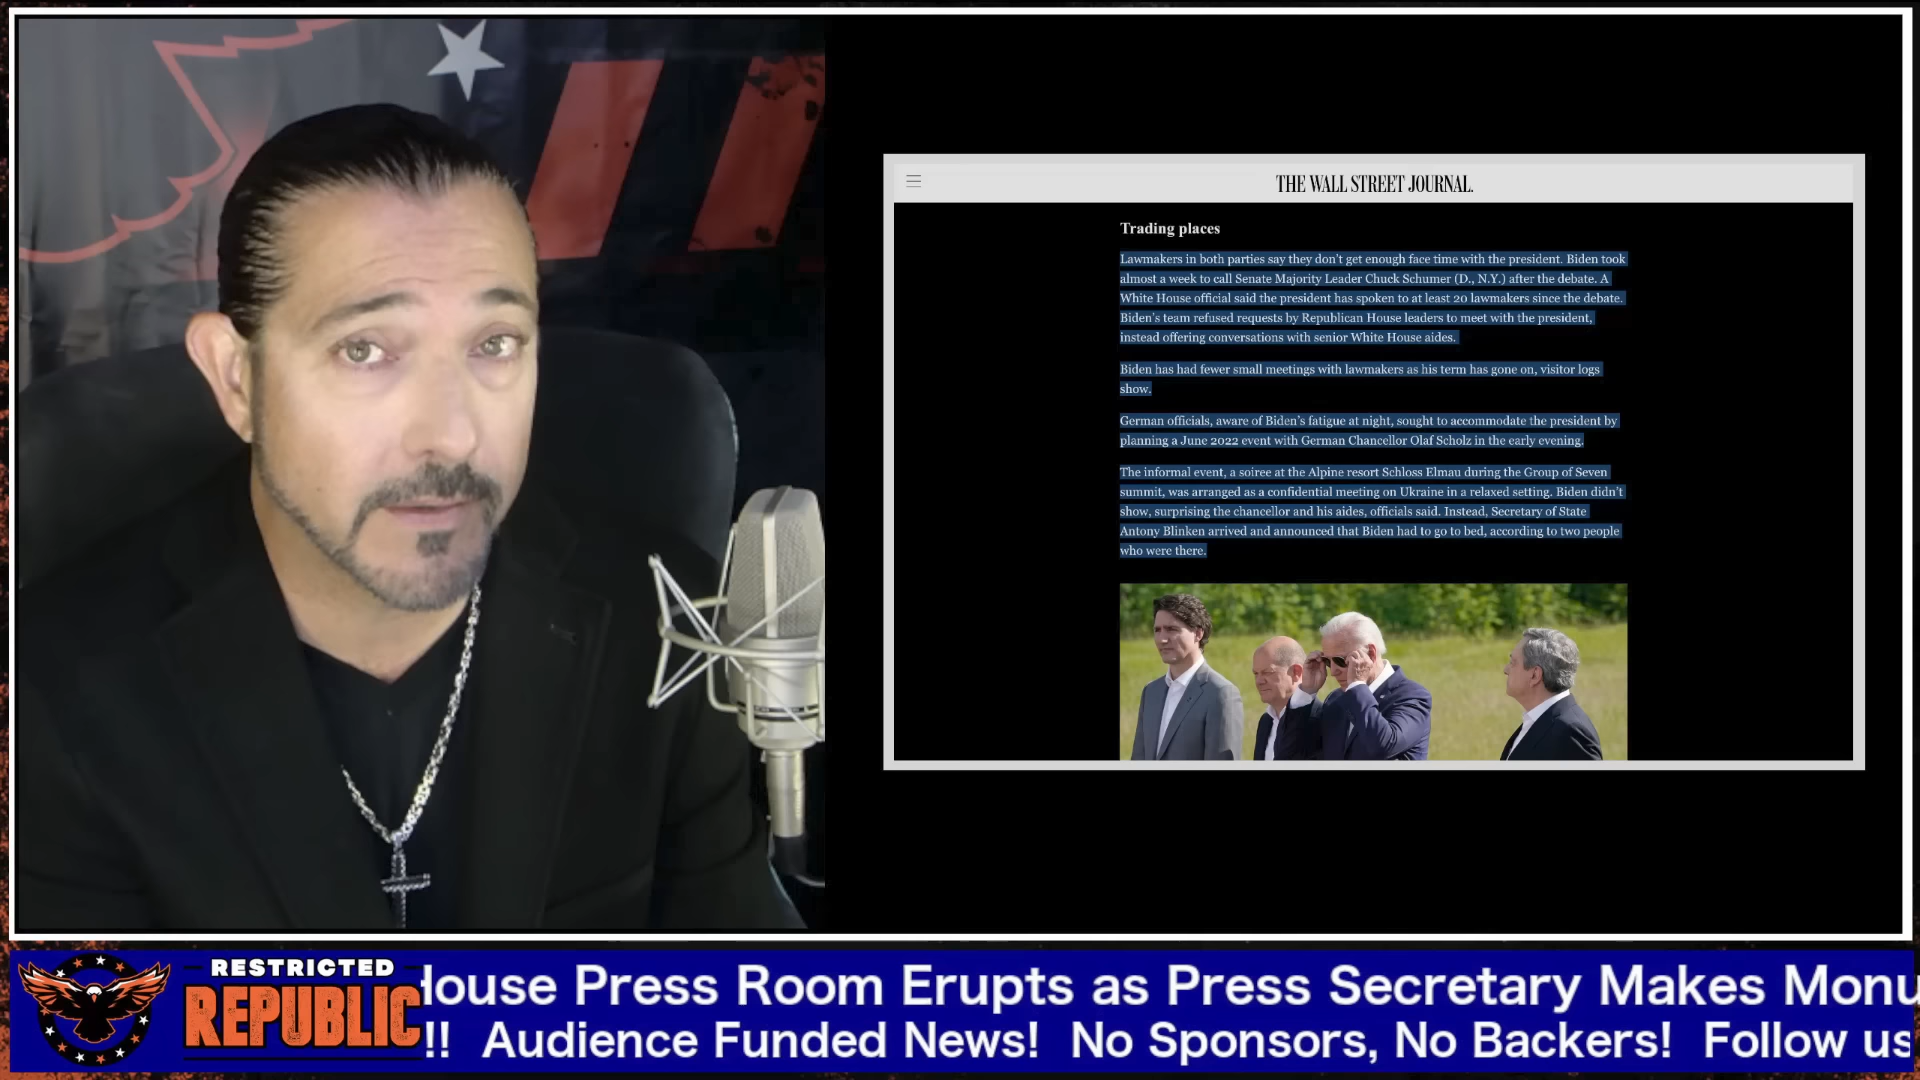 THE WALL STREET JOURNAL.
Trading places
Lawmakers in both parties say they don't get enough face time with the president. Biden took
almost a week to call Senate Majority Leader Chuck Schumer (D., N.Y.) after the debate. A
White House official said the president has spoken to at least 20 lawmakers since the debate.
Biden's team refused requests by Republican House leaders to meet with the president,
instead offering conversations with senior White House aides.
Biden has had fewer small meetings with lawmakers as his term has gone on, visitor logs
show.
German officials, aware of Biden's fatigue at night, sought to accommodate the president by
planning a June 2022 event with German Chancellor Olaf Scholz in the early evening.
The informal event, a soiree at the Alpine resort Schloss Elmau during the Group of Seven
summit, was arranged as a confidential meeting on Ukraine in a relaxed setting. Biden didn't
show, surprising the chancellor and his aides, officials said. Instead, Secretary of State
Antony Blinken arrived and announced that Biden had to go to bed, according to two people
who were there.
RESTRICTED
REPUBLIC
House Press Room Erupts as Press Secretary Makes Monu
!! Audience Funded News! No Sponsors, No Backers! Follow us